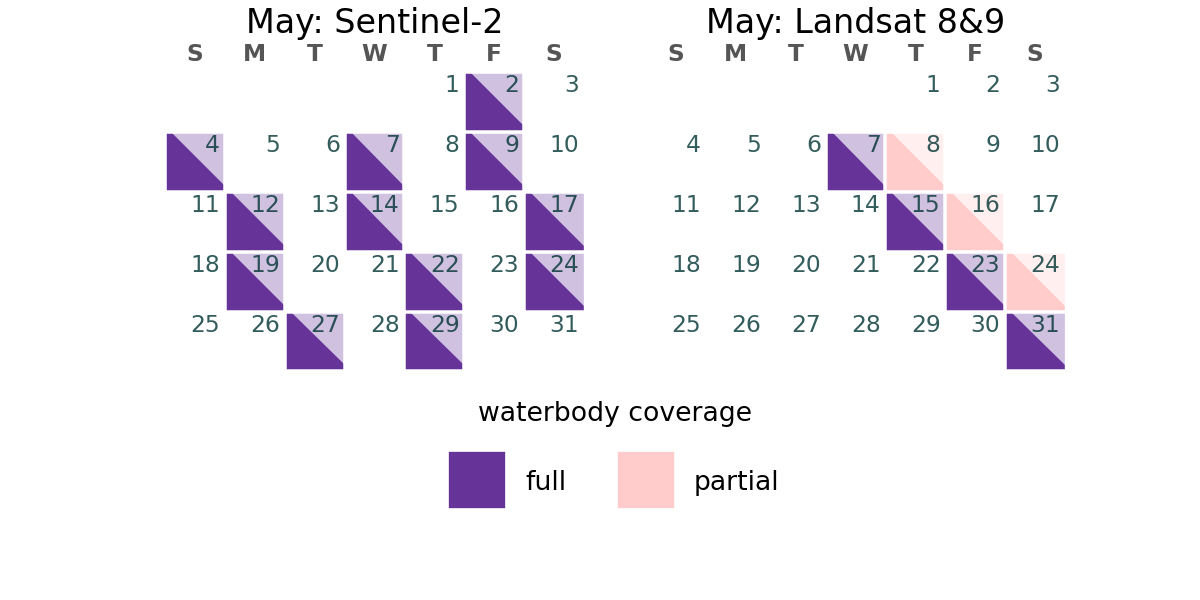 May: Sentinel-2
S M T W T F S
1 2 3
4 5 6 7 8 9 10
11 12 13 14 15 16 17
18 19 20 21 22 23 24
25 26 27 28 29 30 31
May: Landsat 8&9
S M T W T F S
1 2 3
4 5 6 7 8 9 10
11 12 13 14 15 16 17
18 19 20 21 22 23 24
25 26 27 28 29 30 31
waterbody coverage
full
partial